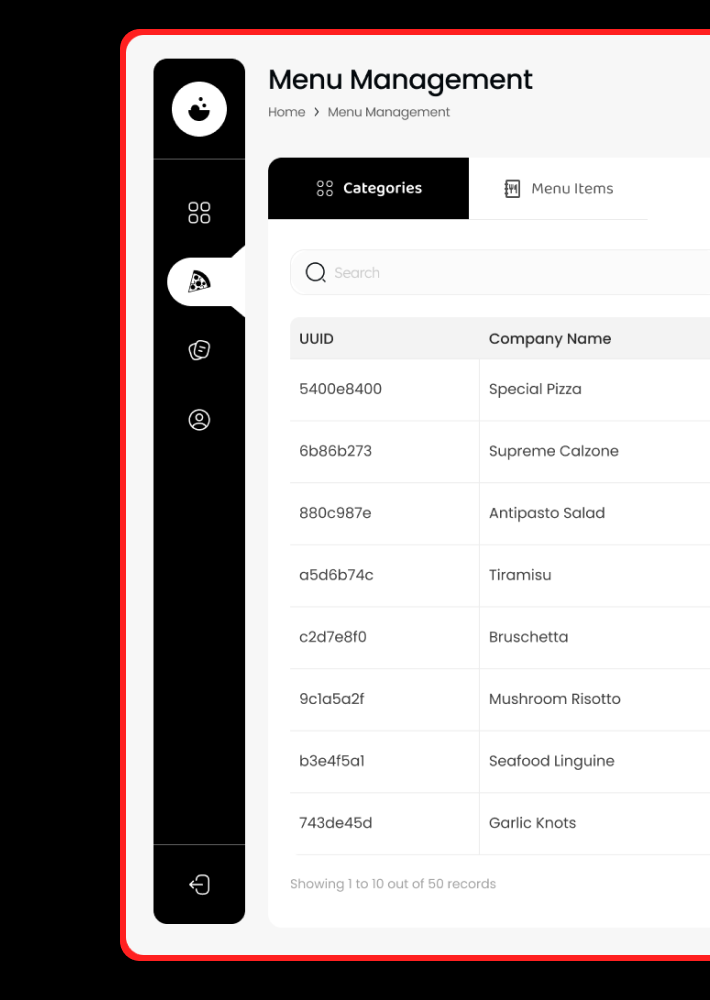 Menu Management
Home > Menu Management
Categories Menu Items
Search
UUID Company Name
5400e8400 Special Pizza
6b86b273 Supreme Calzone
880c987e Antipasto Salad
a5d6b74c Tiramisu
c2d7e8f0 Bruschetta
9c1a5a2f Mushroom Risotto
b3e4f5a1 Seafood Linguine
743de45d Garlic Knots
Showing 1 to 10 out of 50 records